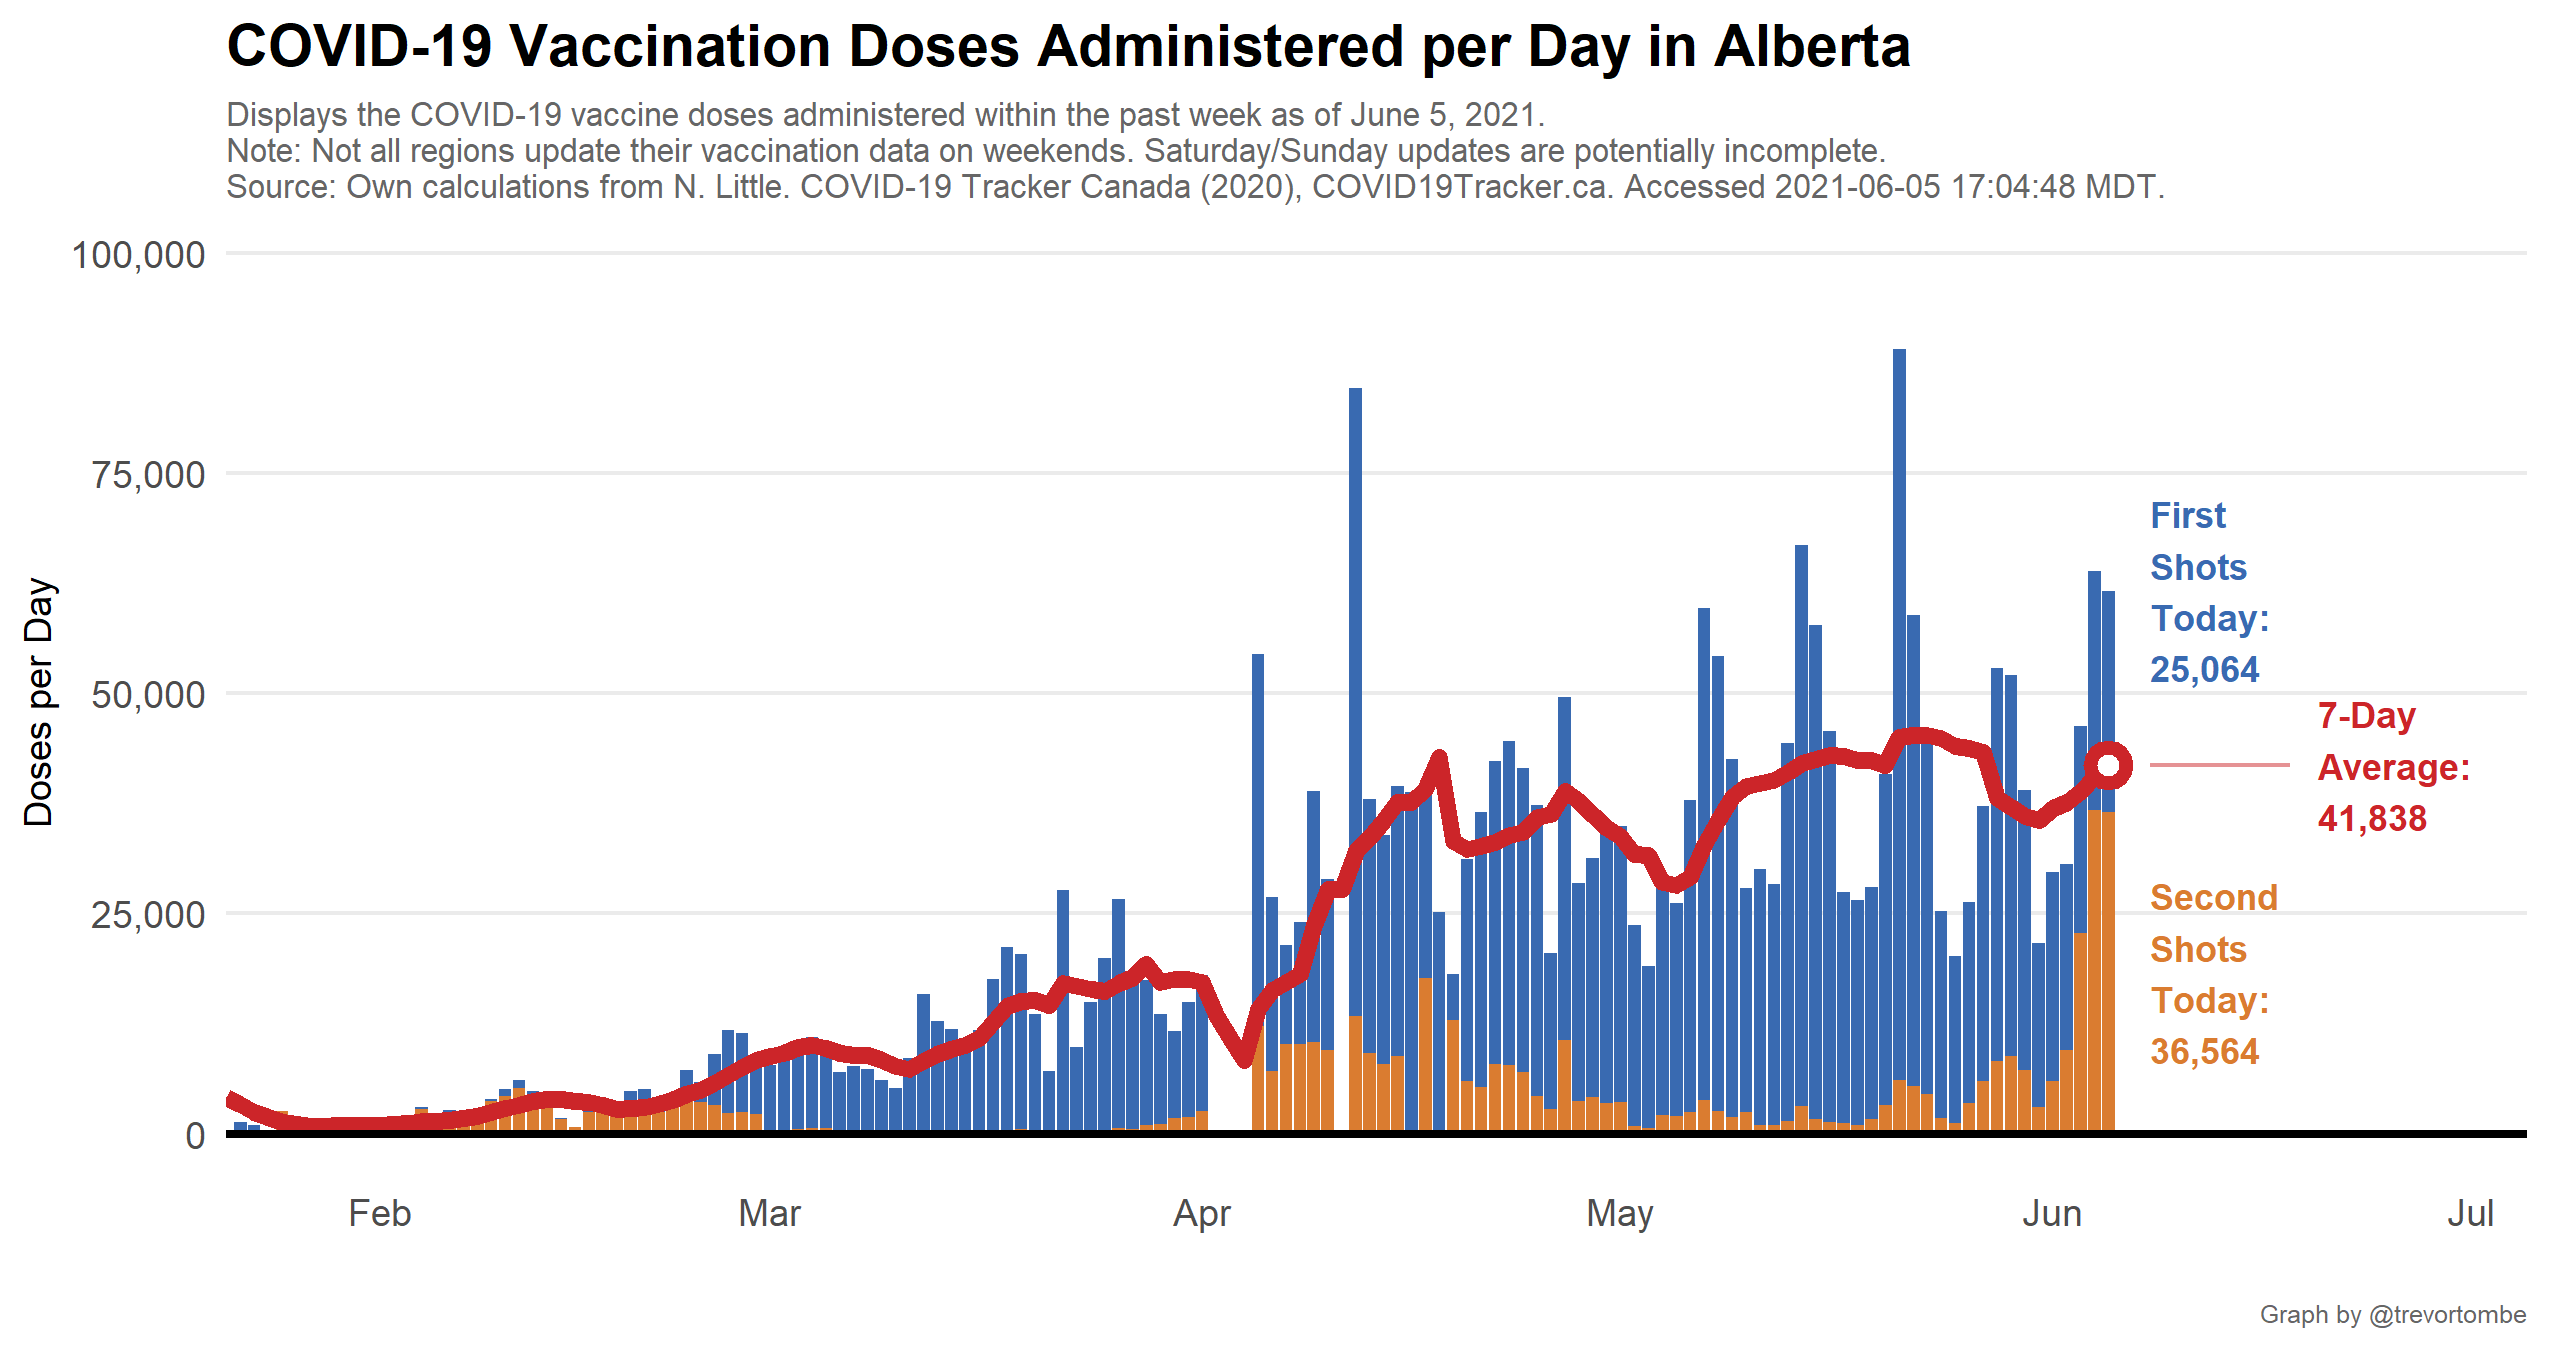 COVID-19 Vaccination Doses Administered per Day in Alberta
Displays the COVID-19 vaccine doses administered within the past week as of June 5, 2021.
Note: Not all regions update their vaccination data on weekends. Saturday/Sunday updates are potentially incomplete.
Source: Own calculations from N. Little. COVID-19 Tracker Canada (2020), COVID19Tracker.ca. Accessed 2021-06-05 17:04:48 MDT.
Doses per Day
100,000
75,000
50,000
25,000
0
First
Shots
Today:
25,064
7-Day
Average:
41,838
Second
Shots
Today:
36,564
Feb
Mar
Apr
May
Jun
Jul
Graph by @trevortombe